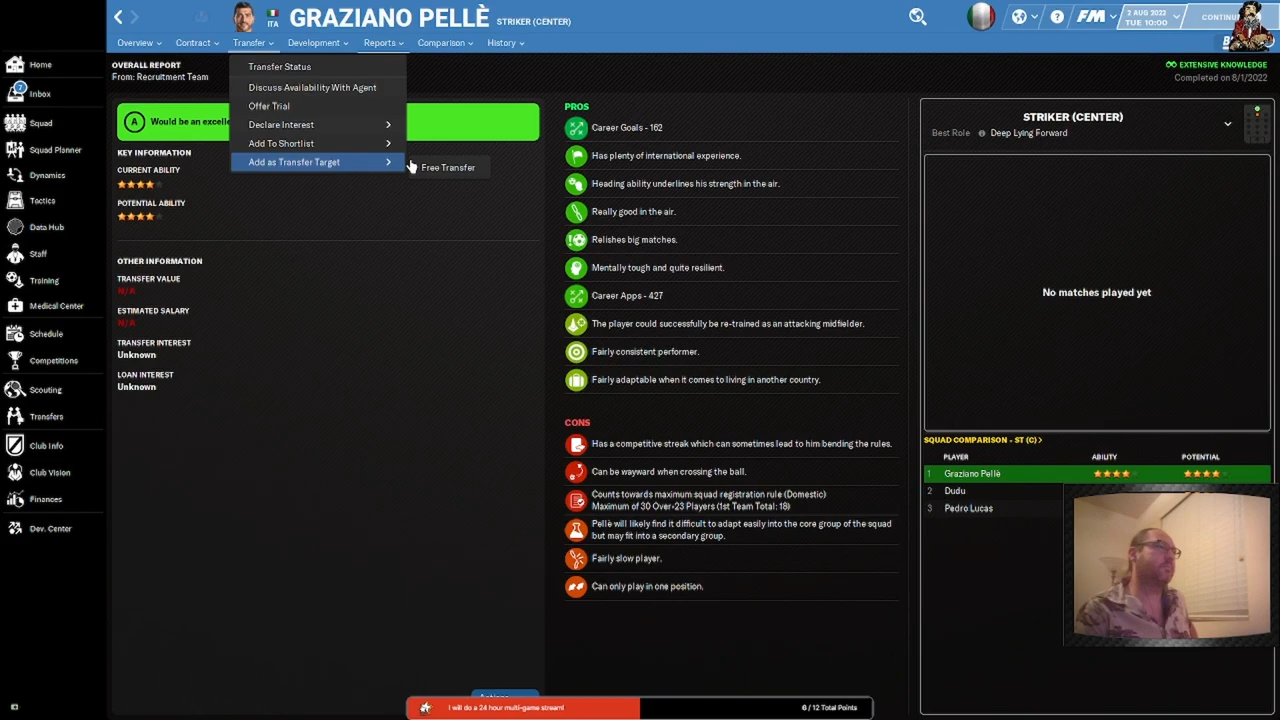 GRAZIANO PELLÈ
STRIKER (CENTER)
ITA
FM
2 AUG 2022
TUE 10:00
CONTINU
Overview
Contract
Transfer
Development
Reports
Comparison
History
Home
Inbox
7
Squad
Squad Planner
Dynamics
Tactics
Data Hub
Staff
Training
Medical Center
Schedule
Competitions
Scouting
Transfers
Club Info
Club Vision
Finances
Dev. Center
OVERALL REPORT
From: Recruitment Team
EXTENSIVE KNOWLEDGE
Completed on 8/1/2022
Transfer Status
Discuss Availability With Agent
Offer Trial
Declare Interest
Add To Shortlist
Add as Transfer Target
Free Transfer
A
Would be an excelle
KEY INFORMATION
CURRENT ABILITY
POTENTIAL ABILITY
OTHER INFORMATION
TRANSFER VALUE
N/A
ESTIMATED SALARY
N/A
TRANSFER INTEREST
Unknown
LOAN INTEREST
Unknown
PROS
Career Goals - 162
Has plenty of international experience.
Heading ability underlines his strength in the air.
Really good in the air.
Relishes big matches.
Mentally tough and quite resilient.
Career Apps - 427
The player could successfully be re-trained as an attacking midfielder.
Fairly consistent performer.
Fairly adaptable when it comes to living in another country.
CONS
Has a competitive streak which can sometimes lead to him bending the rules.
Can be wayward when crossing the ball.
Counts towards maximum squad registration rule (Domestic)
Maximum of 30 Over-23 Players (1st Team Total: 18)
Pellè will likely find it difficult to adapt easily into the core group of the squad
but may fit into a secondary group.
Fairly slow player.
Can only play in one position.
STRIKER (CENTER)
Best Role
Deep Lying Forward
No matches played yet
SQUAD COMPARISON - ST (C) >
PLAYER
ABILITY
POTENTIAL
1 Graziano Pellè
2 Dudu
3 Pedro Lucas
Actions
I will do a 24 hour multi-game stream!
6 / 12 Total Points